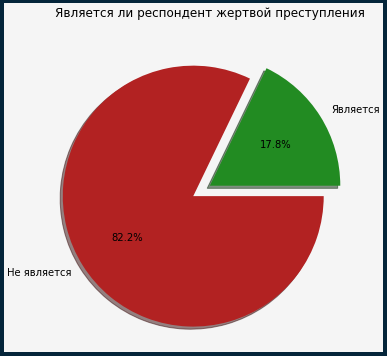 Является ли респондент жертвой преступления
Является
17.8%
82.2%
Не является